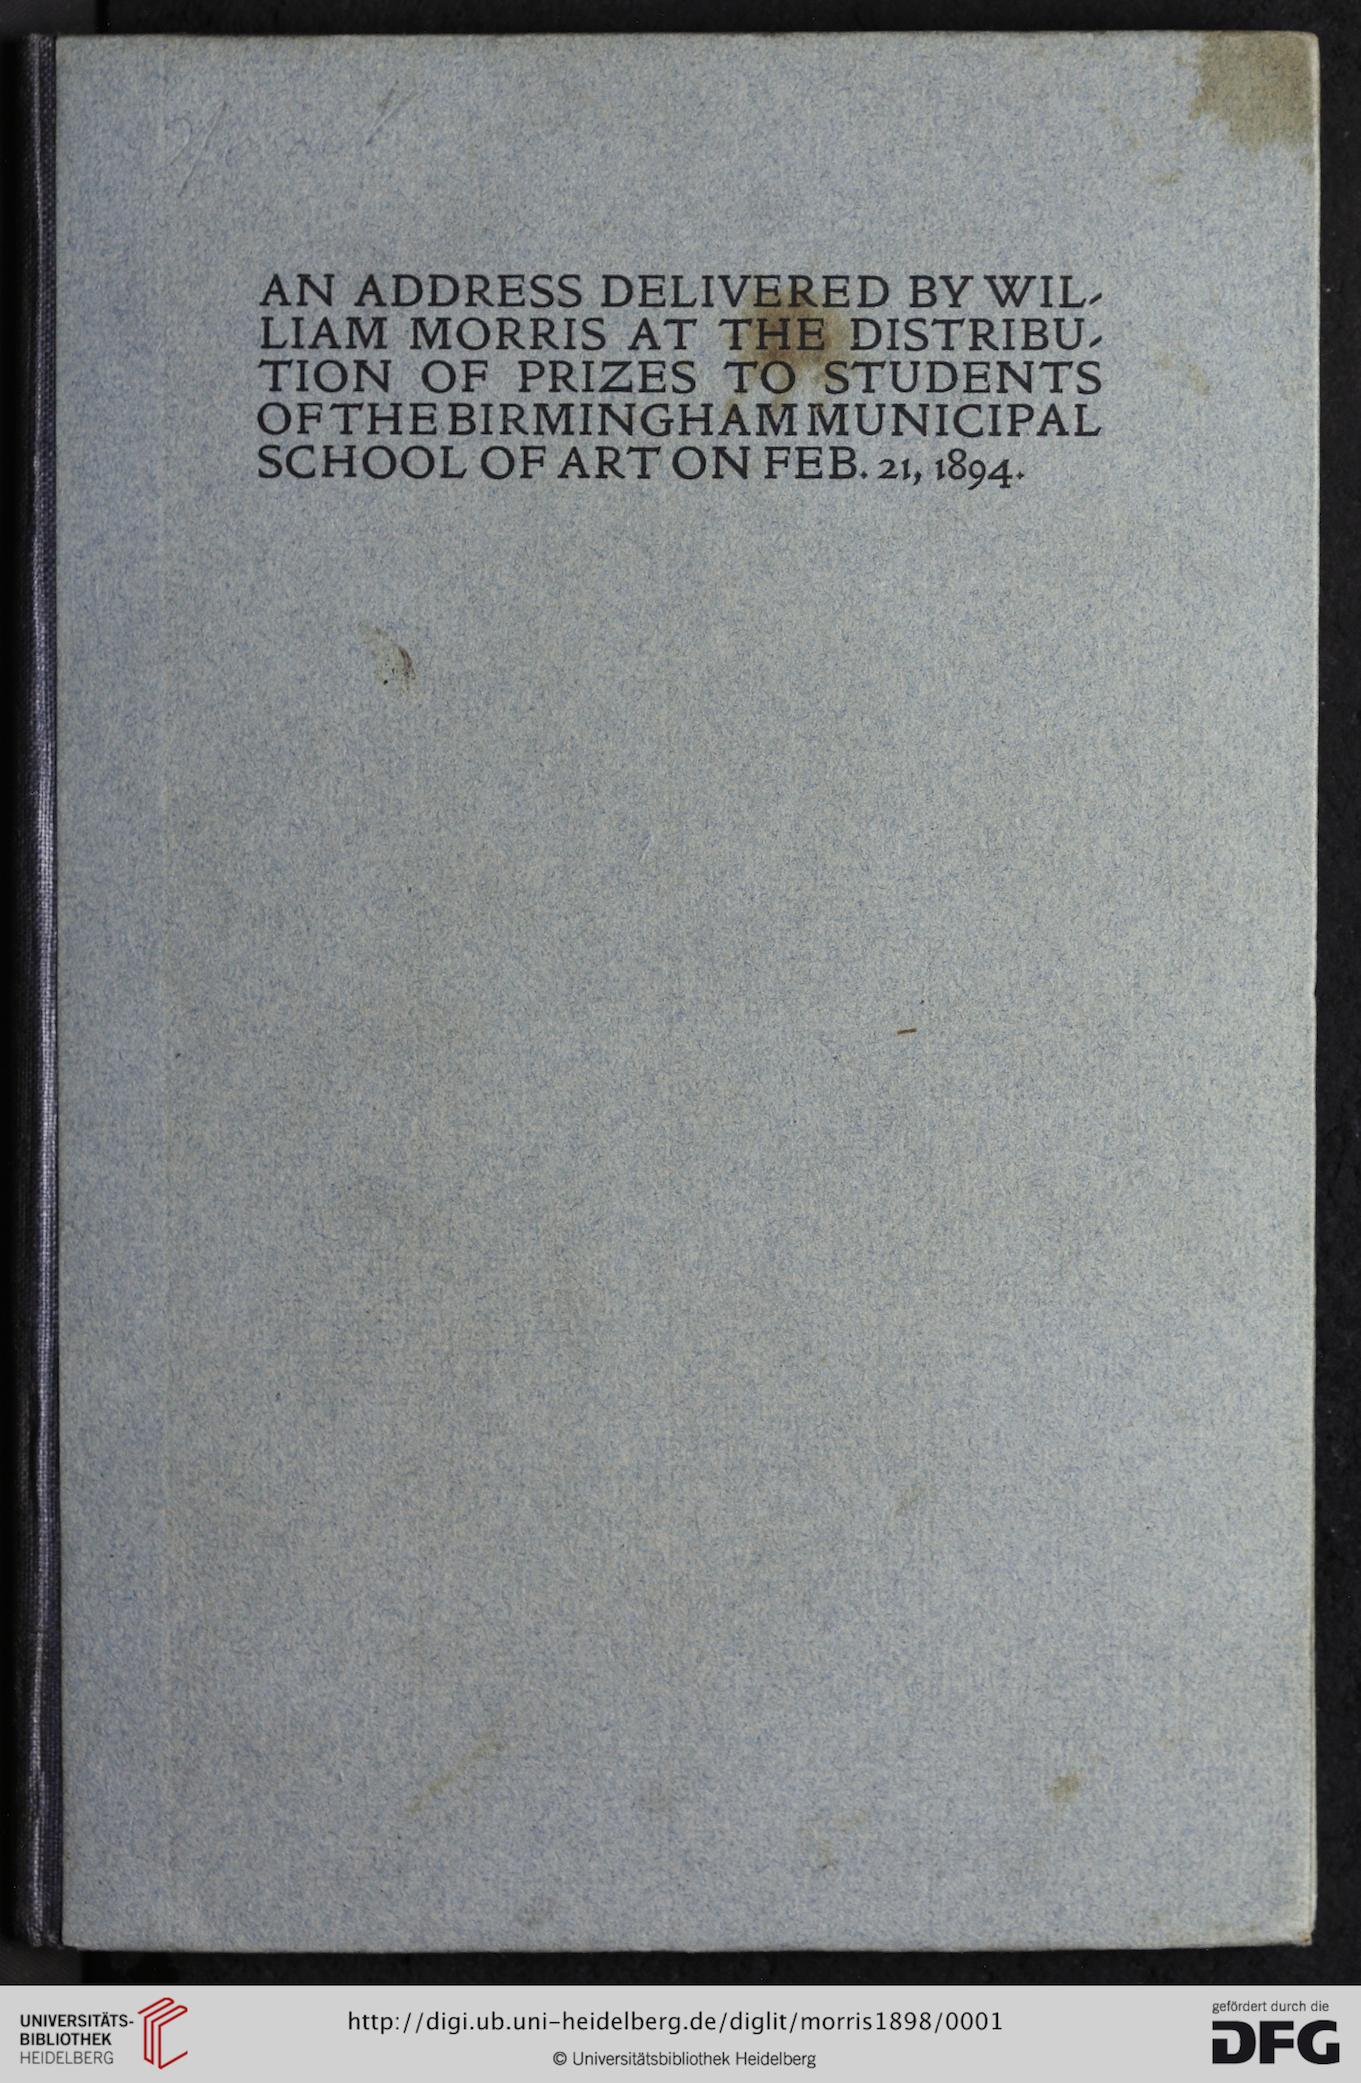 AN ADDRESS DELIVERED BY WIL-
LIAM MORRIS AT THE DISTRIBU-
TION OF PRIZES TO STUDENTS
OF THE BIRMINGHAM MUNICIPAL
SCHOOL OF ART ON FEB. 21, 1894.
UNIVERSITÄTS-
BIBLIOTHEK
HEIDELBERG
http://digi.ub.uni-heidelberg.de/diglit/morris1898/0001
© Universitätsbibliothek Heidelberg
gefördert durch die
DFG